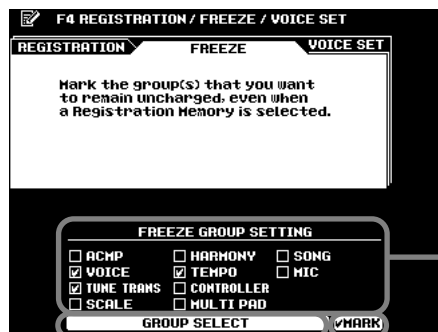 F4 REGISTRATION / FREEZE / VOICE SET
REGISTRATION FREEZE VOICE SET
Mark the group(s) that you want
to remain uncharged, even when
a Registration Memory is selected.
FREEZE GROUP SETTING
ACMP HARMONY SONG
VOICE TEMPO MIC
TUNE TRANS CONTROLLER
SCALE MULTI PAD
GROUP SELECT MARK